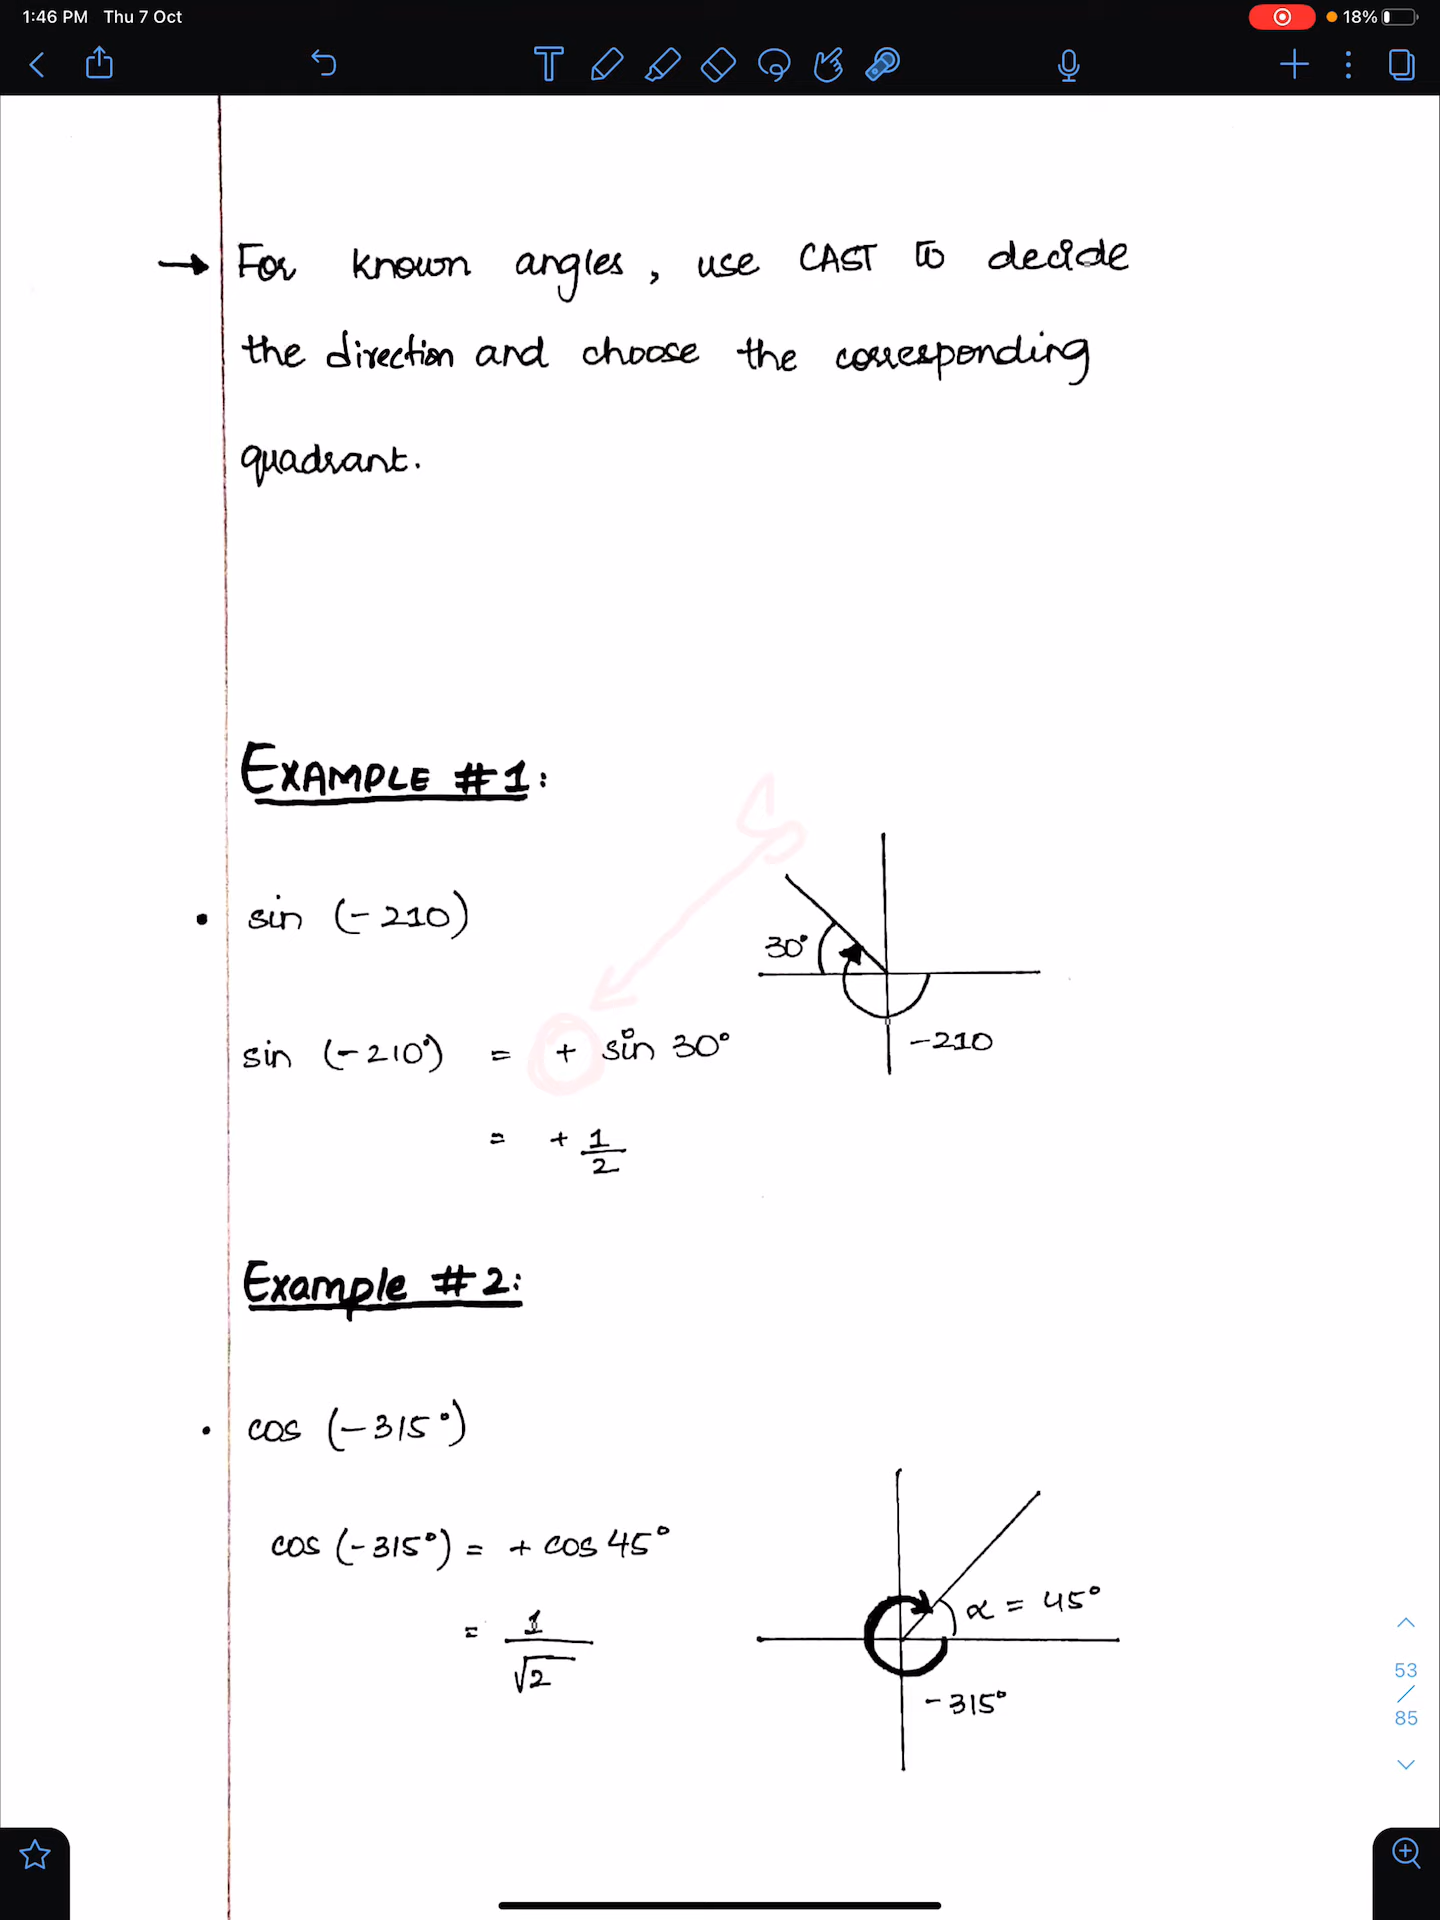 1:46 PM Thu 7 Oct
18%
→ For known angles, use CAST to decide
the direction and choose the corresponding
quadrant.
EXAMPLE #1:
S
• sin (-210)
30°
-210
sin (-210°) = + sin 30°
= + 1/2
Example #2:
• cos (-315°)
cos (-315°) = + cos 45°
= 1/√2
α = 45°
-315°
53
/
85